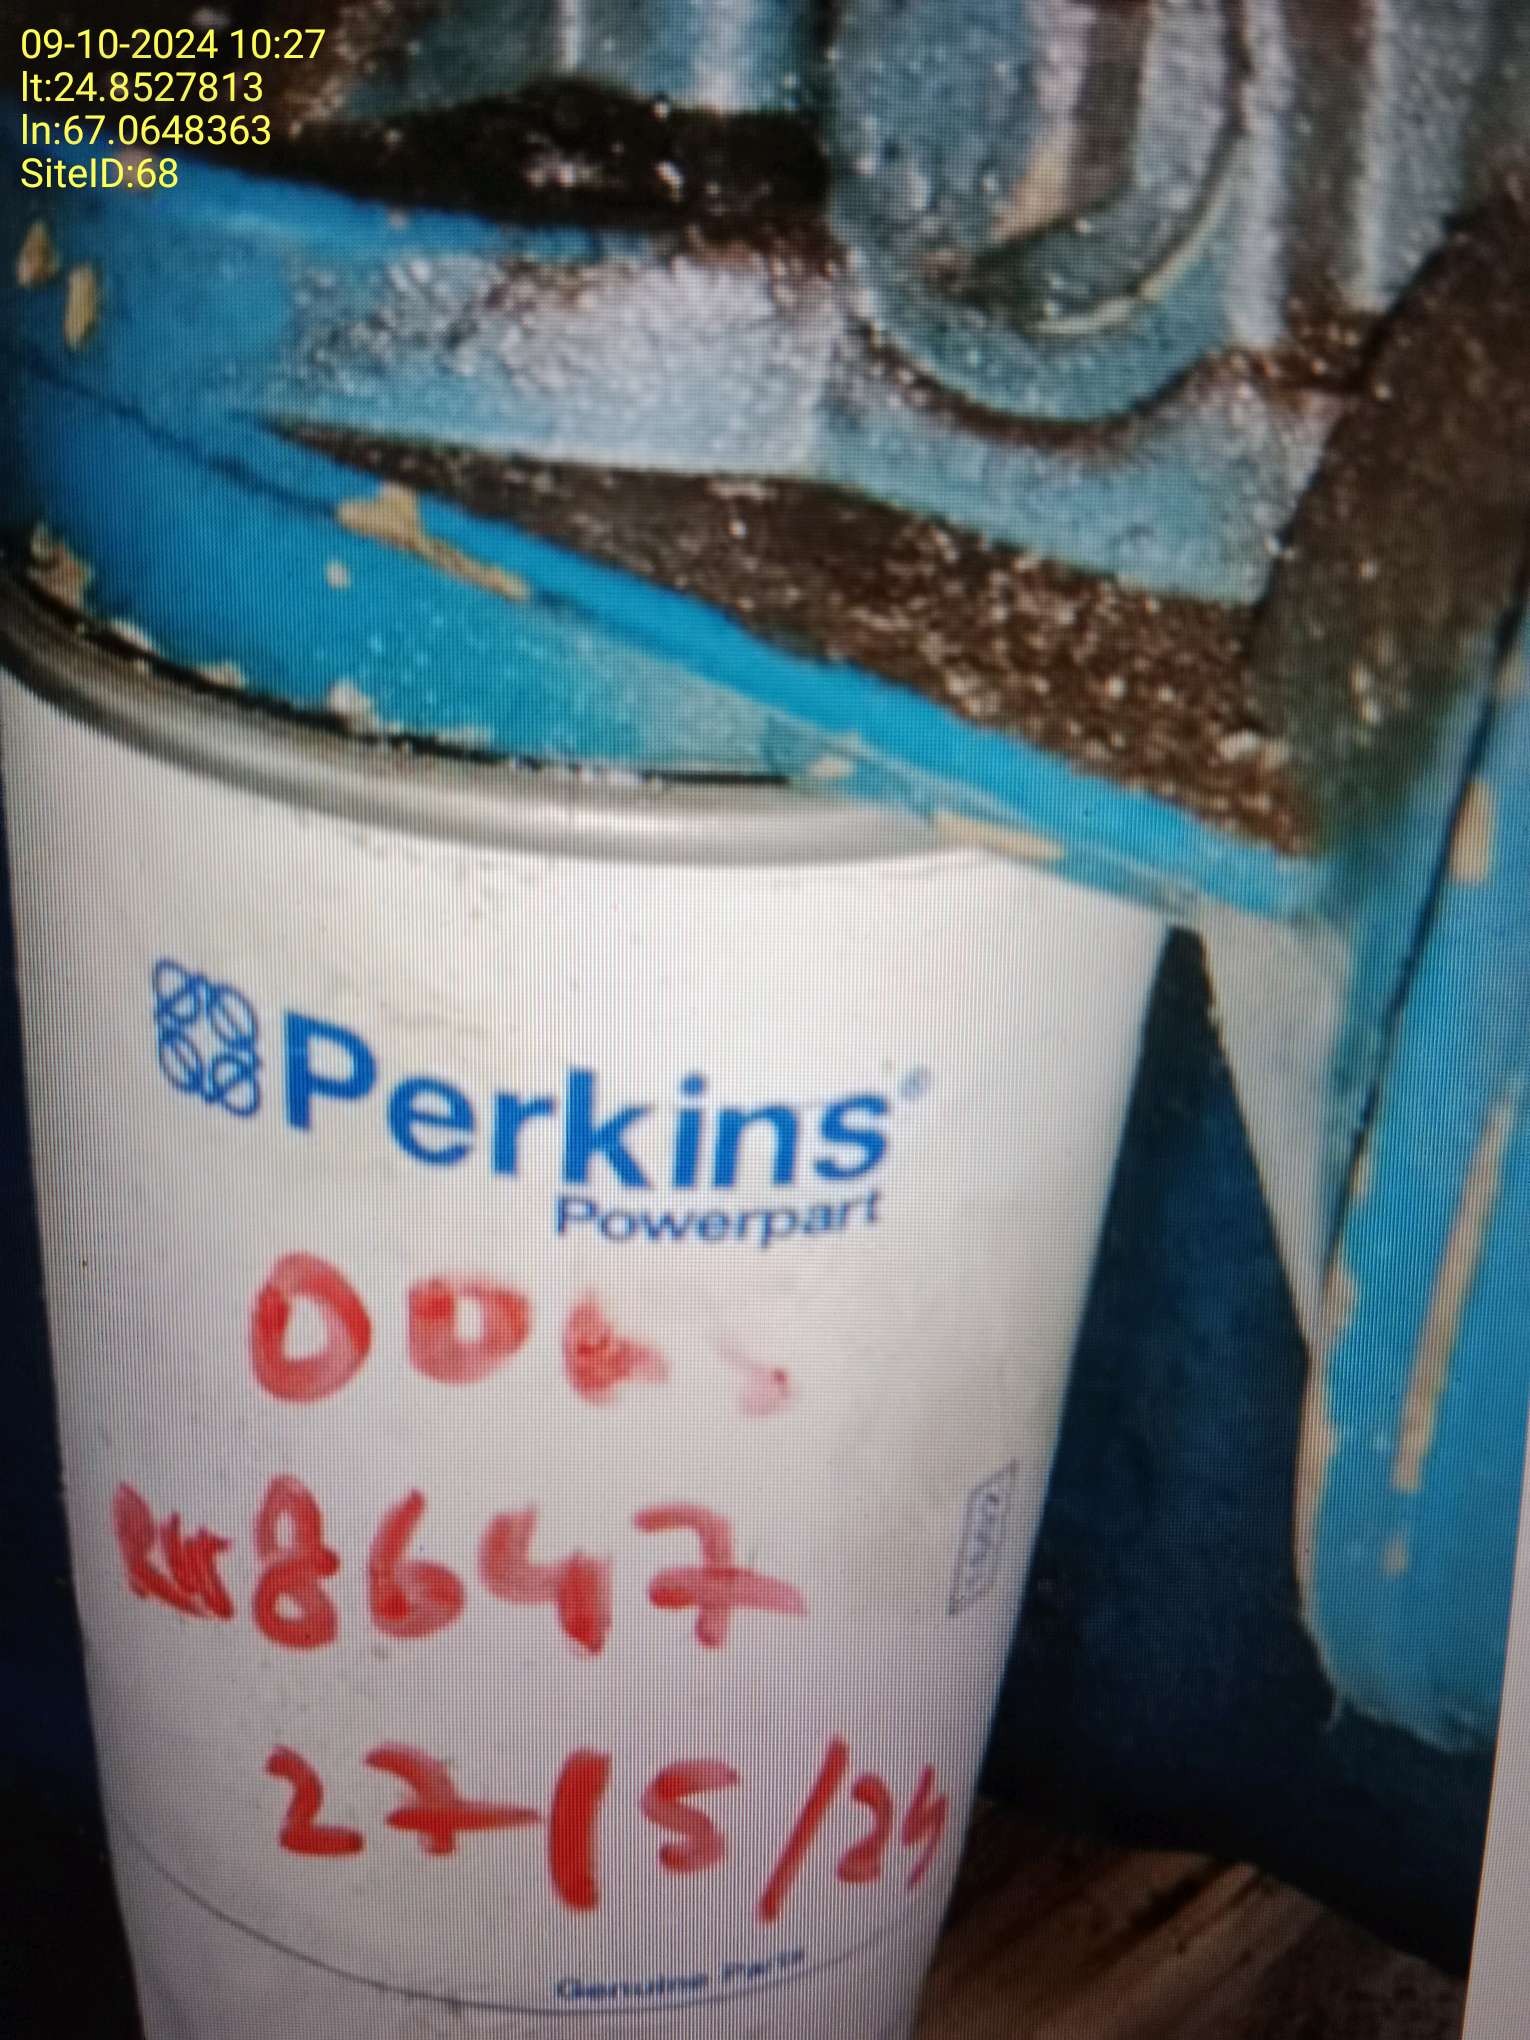 09-10-2024 10:27
lt:24.8527813
ln:67.0648363
SiteID:68
Perkins®
Powerpart
00
8647
27/5/24
Genuine Parts